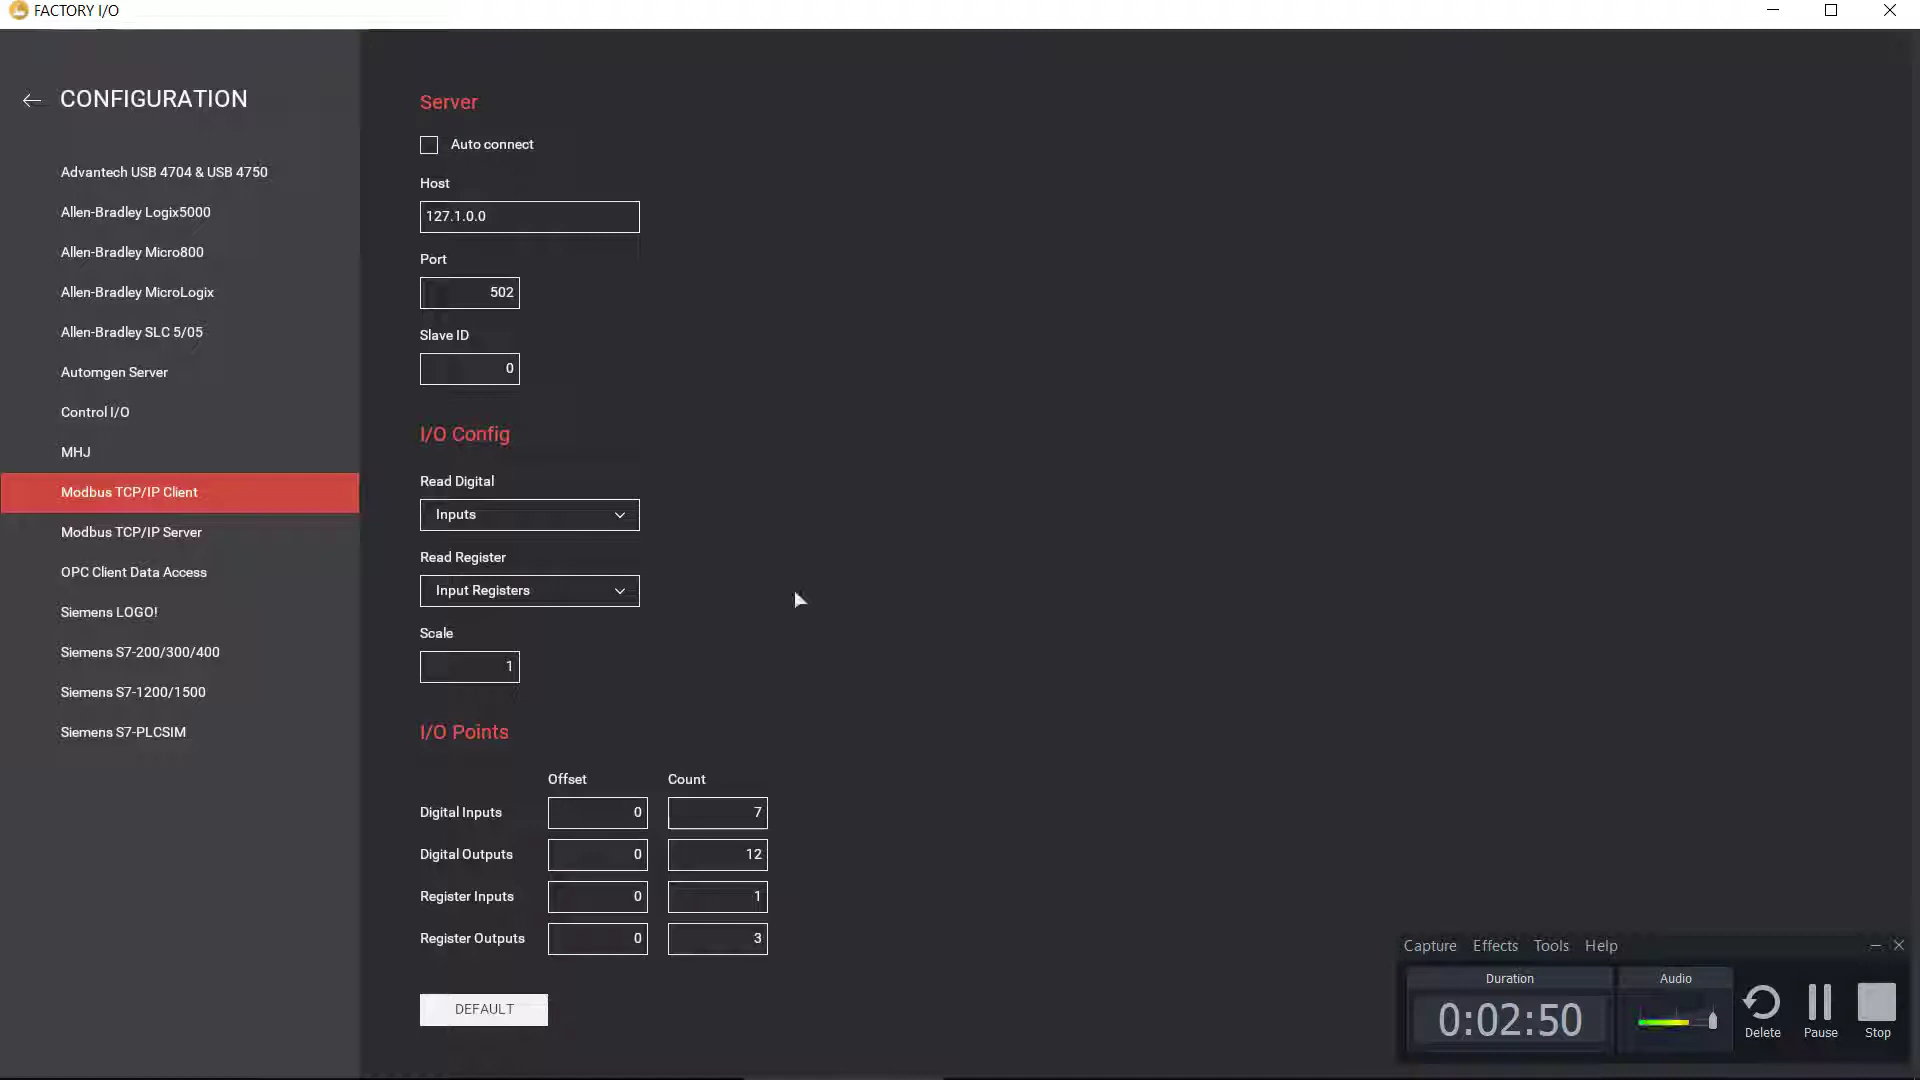 FACTORY I/O
CONFIGURATION
Advantech USB 4704 & USB 4750
Allen-Bradley Logix5000
Allen-Bradley Micro800
Allen-Bradley MicroLogix
Allen-Bradley SLC 5/05
Automgen Server
Control I/O
MHJ
Modbus TCP/IP Client
Modbus TCP/IP Server
OPC Client Data Access
Siemens LOGO!
Siemens S7-200/300/400
Siemens S7-1200/1500
Siemens S7-PLCSIM
Server
Auto connect
Host
127.1.0.0
Port
502
Slave ID
0
I/O Config
Read Digital
Inputs
Read Register
Input Registers
Scale
1
I/O Points
Offset Count
Digital Inputs 0 7
Digital Outputs 0 12
Register Inputs 0 1
Register Outputs 0 3
DEFAULT
Capture Effects Tools Help
Duration Audio
0:02:50
Delete Pause Stop